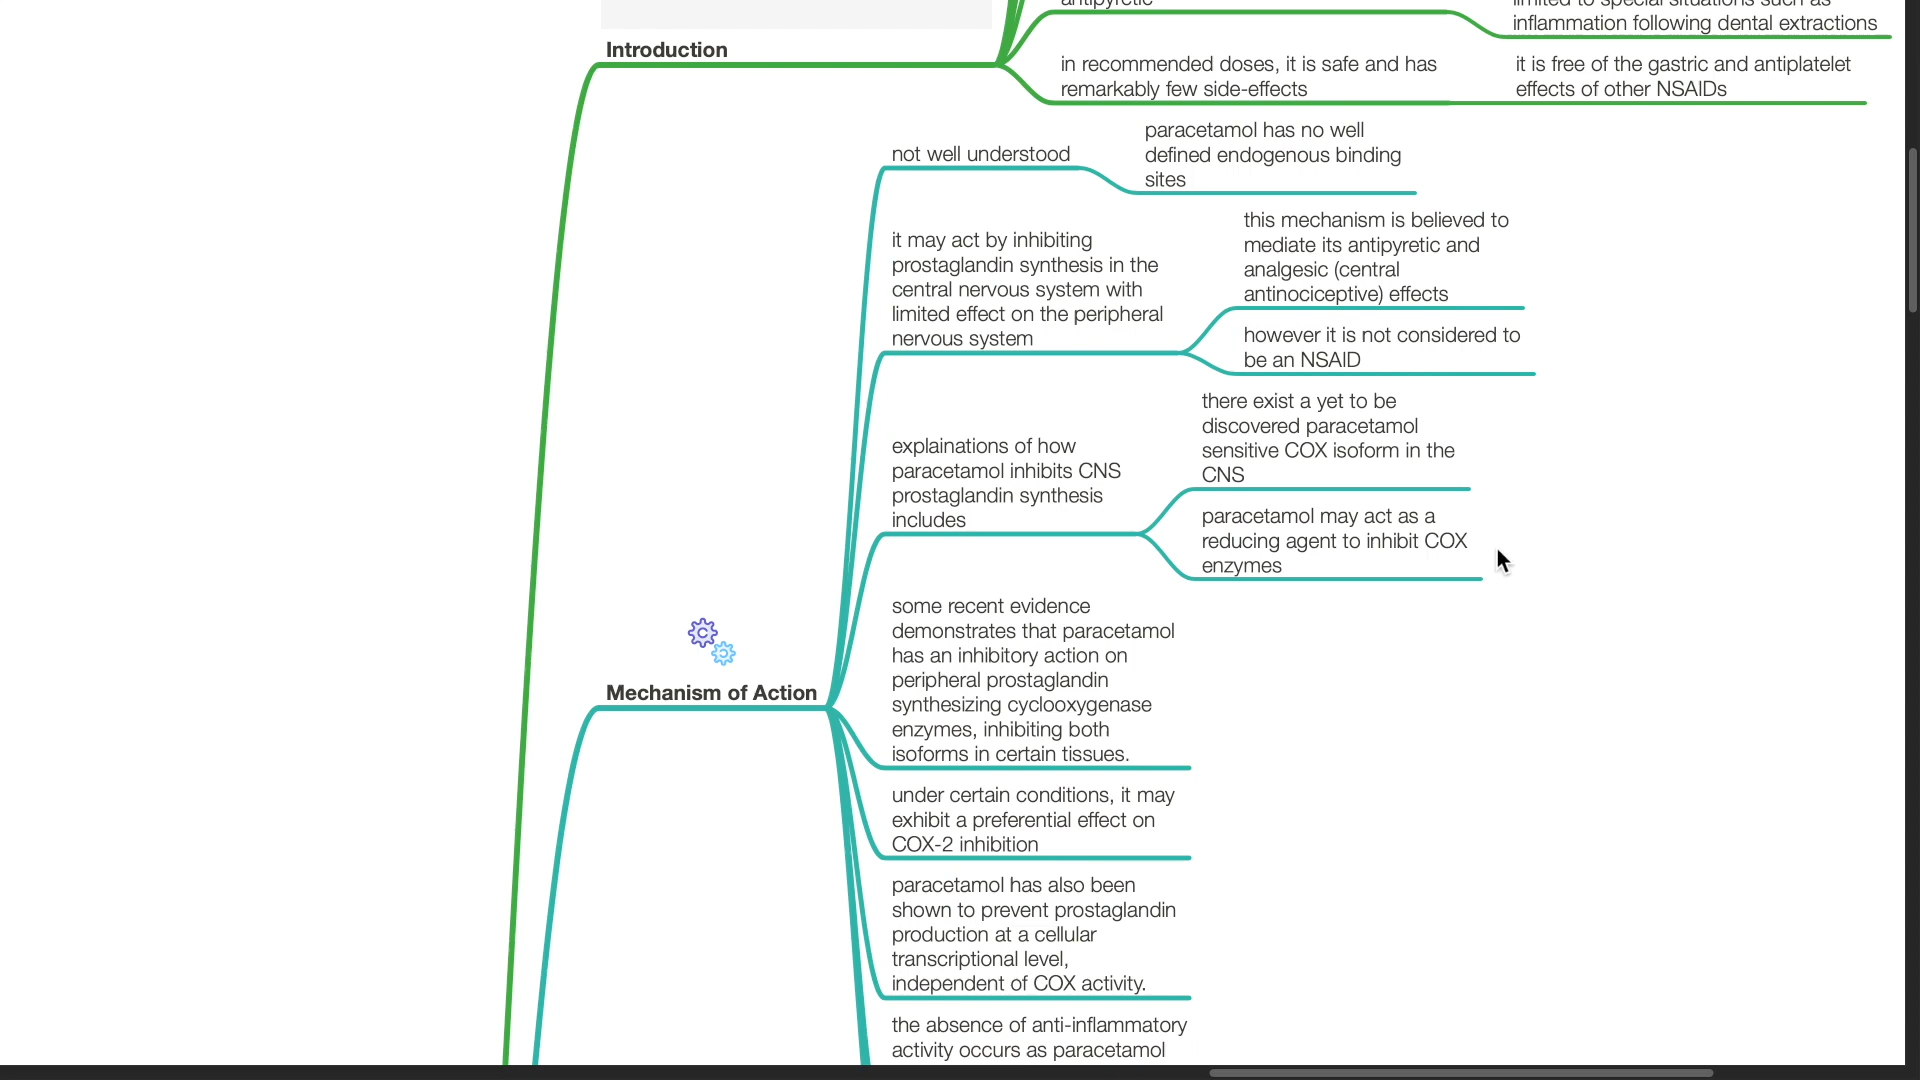 antipyretic
limited to special situations such as
inflammation following dental extractions
Introduction
in recommended doses, it is safe and has
remarkably few side-effects
it is free of the gastric and antiplatelet
effects of other NSAIDs
not well understood
paracetamol has no well
defined endogenous binding
sites
it may act by inhibiting
prostaglandin synthesis in the
central nervous system with
limited effect on the peripheral
nervous system
this mechanism is believed to
mediate its antipyretic and
analgesic (central
antinociceptive) effects
however it is not considered to
be an NSAID
explainations of how
paracetamol inhibits CNS
prostaglandin synthesis
includes
there exist a yet to be
discovered paracetamol
sensitive COX isoform in the
CNS
paracetamol may act as a
reducing agent to inhibit COX
enzymes
Mechanism of Action
some recent evidence
demonstrates that paracetamol
has an inhibitory action on
peripheral prostaglandin
synthesizing cyclooxygenase
enzymes, inhibiting both
isoforms in certain tissues.
under certain conditions, it may
exhibit a preferential effect on
COX-2 inhibition
paracetamol has also been
shown to prevent prostaglandin
production at a cellular
transcriptional level,
independent of COX activity.
the absence of anti-inflammatory
activity occurs as paracetamol